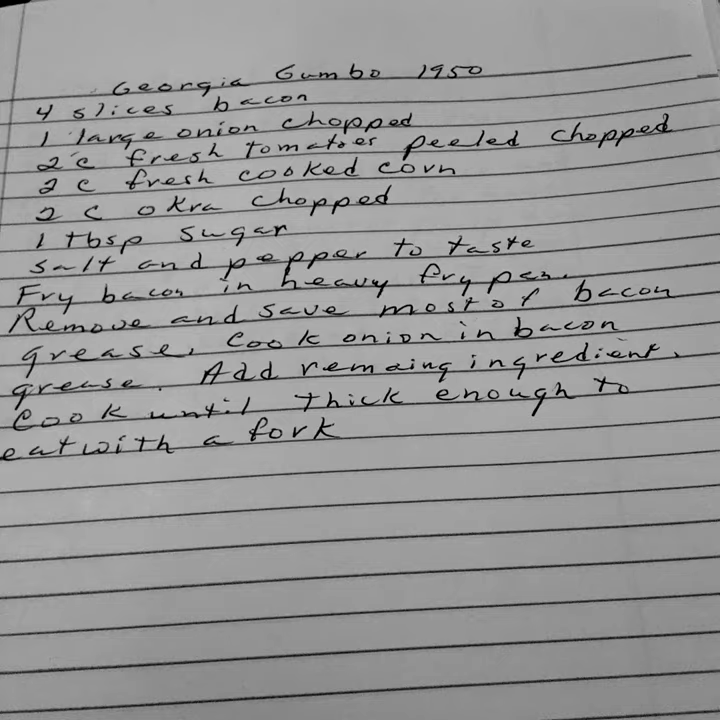 Georgia Gumbo 1950
4 slices bacon
1 large onion chopped
2 c fresh tomatoes peeled chopped
2 c fresh cooked corn
2 c okra chopped
1 tbsp sugar
salt and pepper to taste
Fry bacon in heavy fry pan.
Remove and save most of bacon
grease. Cook onion in bacon
grease. Add remaing ingredient.
Cook until thick enough to
eat with a fork